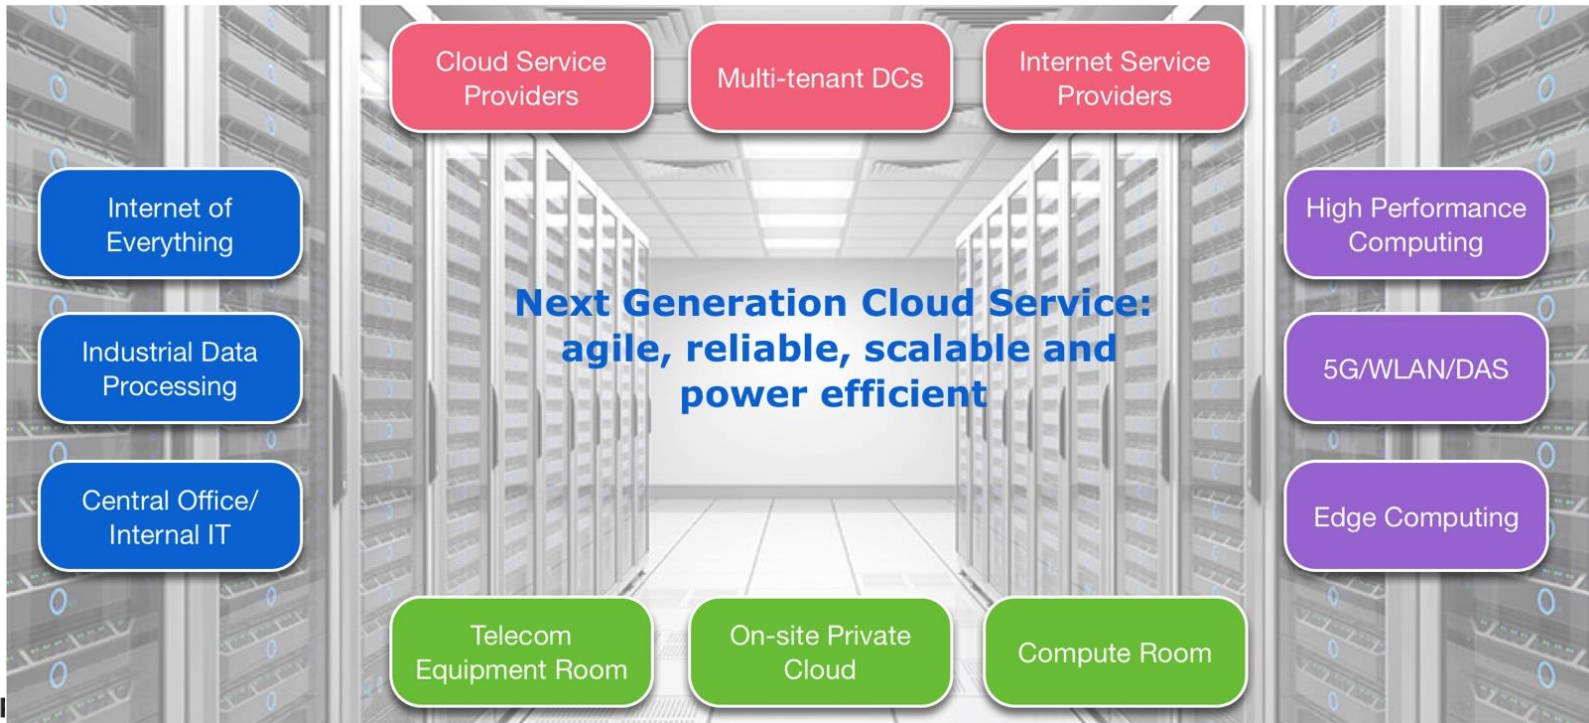 Cloud Service
Providers
Multi-tenant DCs
Internet Service
Providers
Internet of
Everything
High Performance
Computing
Next Generation Cloud Service:
agile, reliable, scalable and
power efficient
Industrial Data
Processing
5G/WLAN/DAS
Central Office/
Internal IT
Edge Computing
Telecom
Equipment Room
On-site Private
Cloud
Compute Room